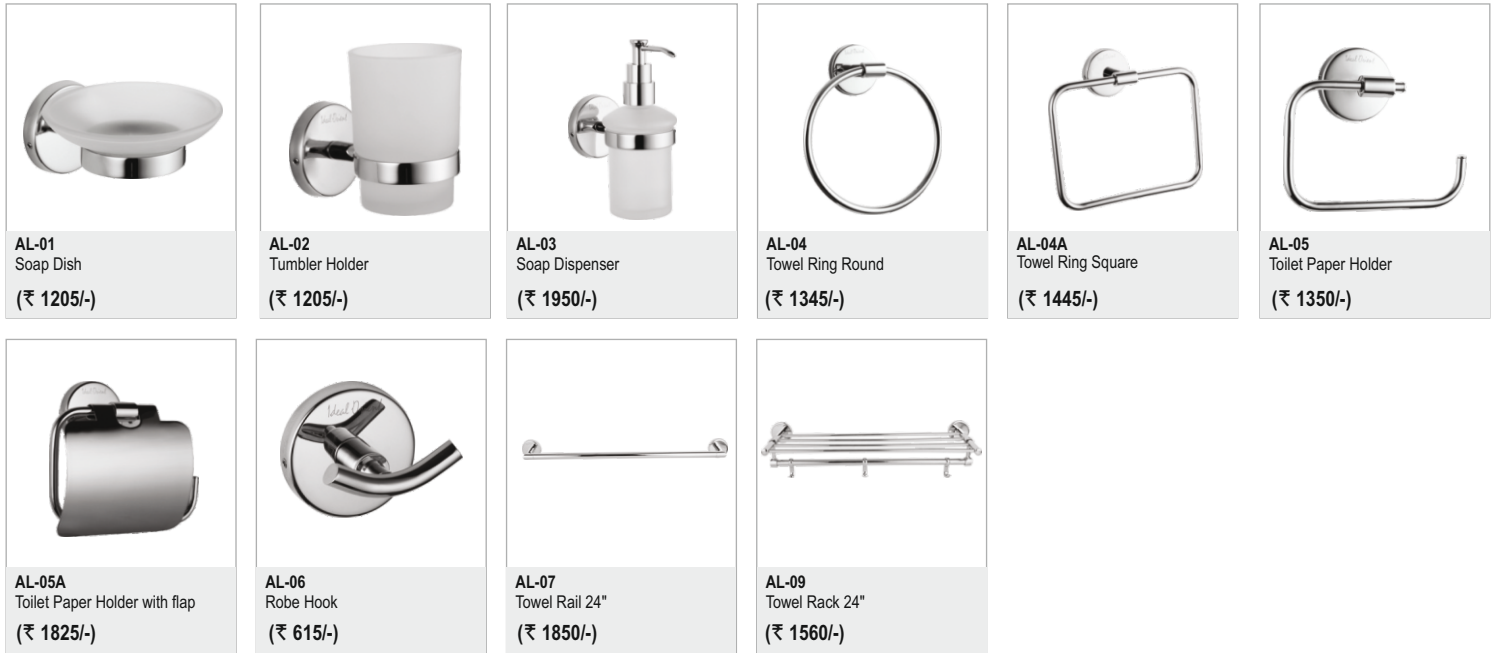 AL-01
Soap Dish
(₹ 1205/-)
Ideal Decor
AL-02
Tumbler Holder
(₹ 1205/-)
AL-03
Soap Dispenser
(₹ 1950/-)
AL-04
Towel Ring Round
(₹ 1345/-)
AL-04A
Towel Ring Square
(₹ 1445/-)
AL-05
Toilet Paper Holder
(₹ 1350/-)
AL-05A
Toilet Paper Holder with flap
(₹ 1825/-)
Ideal
AL-06
Robe Hook
(₹ 615/-)
AL-07
Towel Rail 24"
(₹ 1850/-)
AL-09
Towel Rack 24"
(₹ 1560/-)